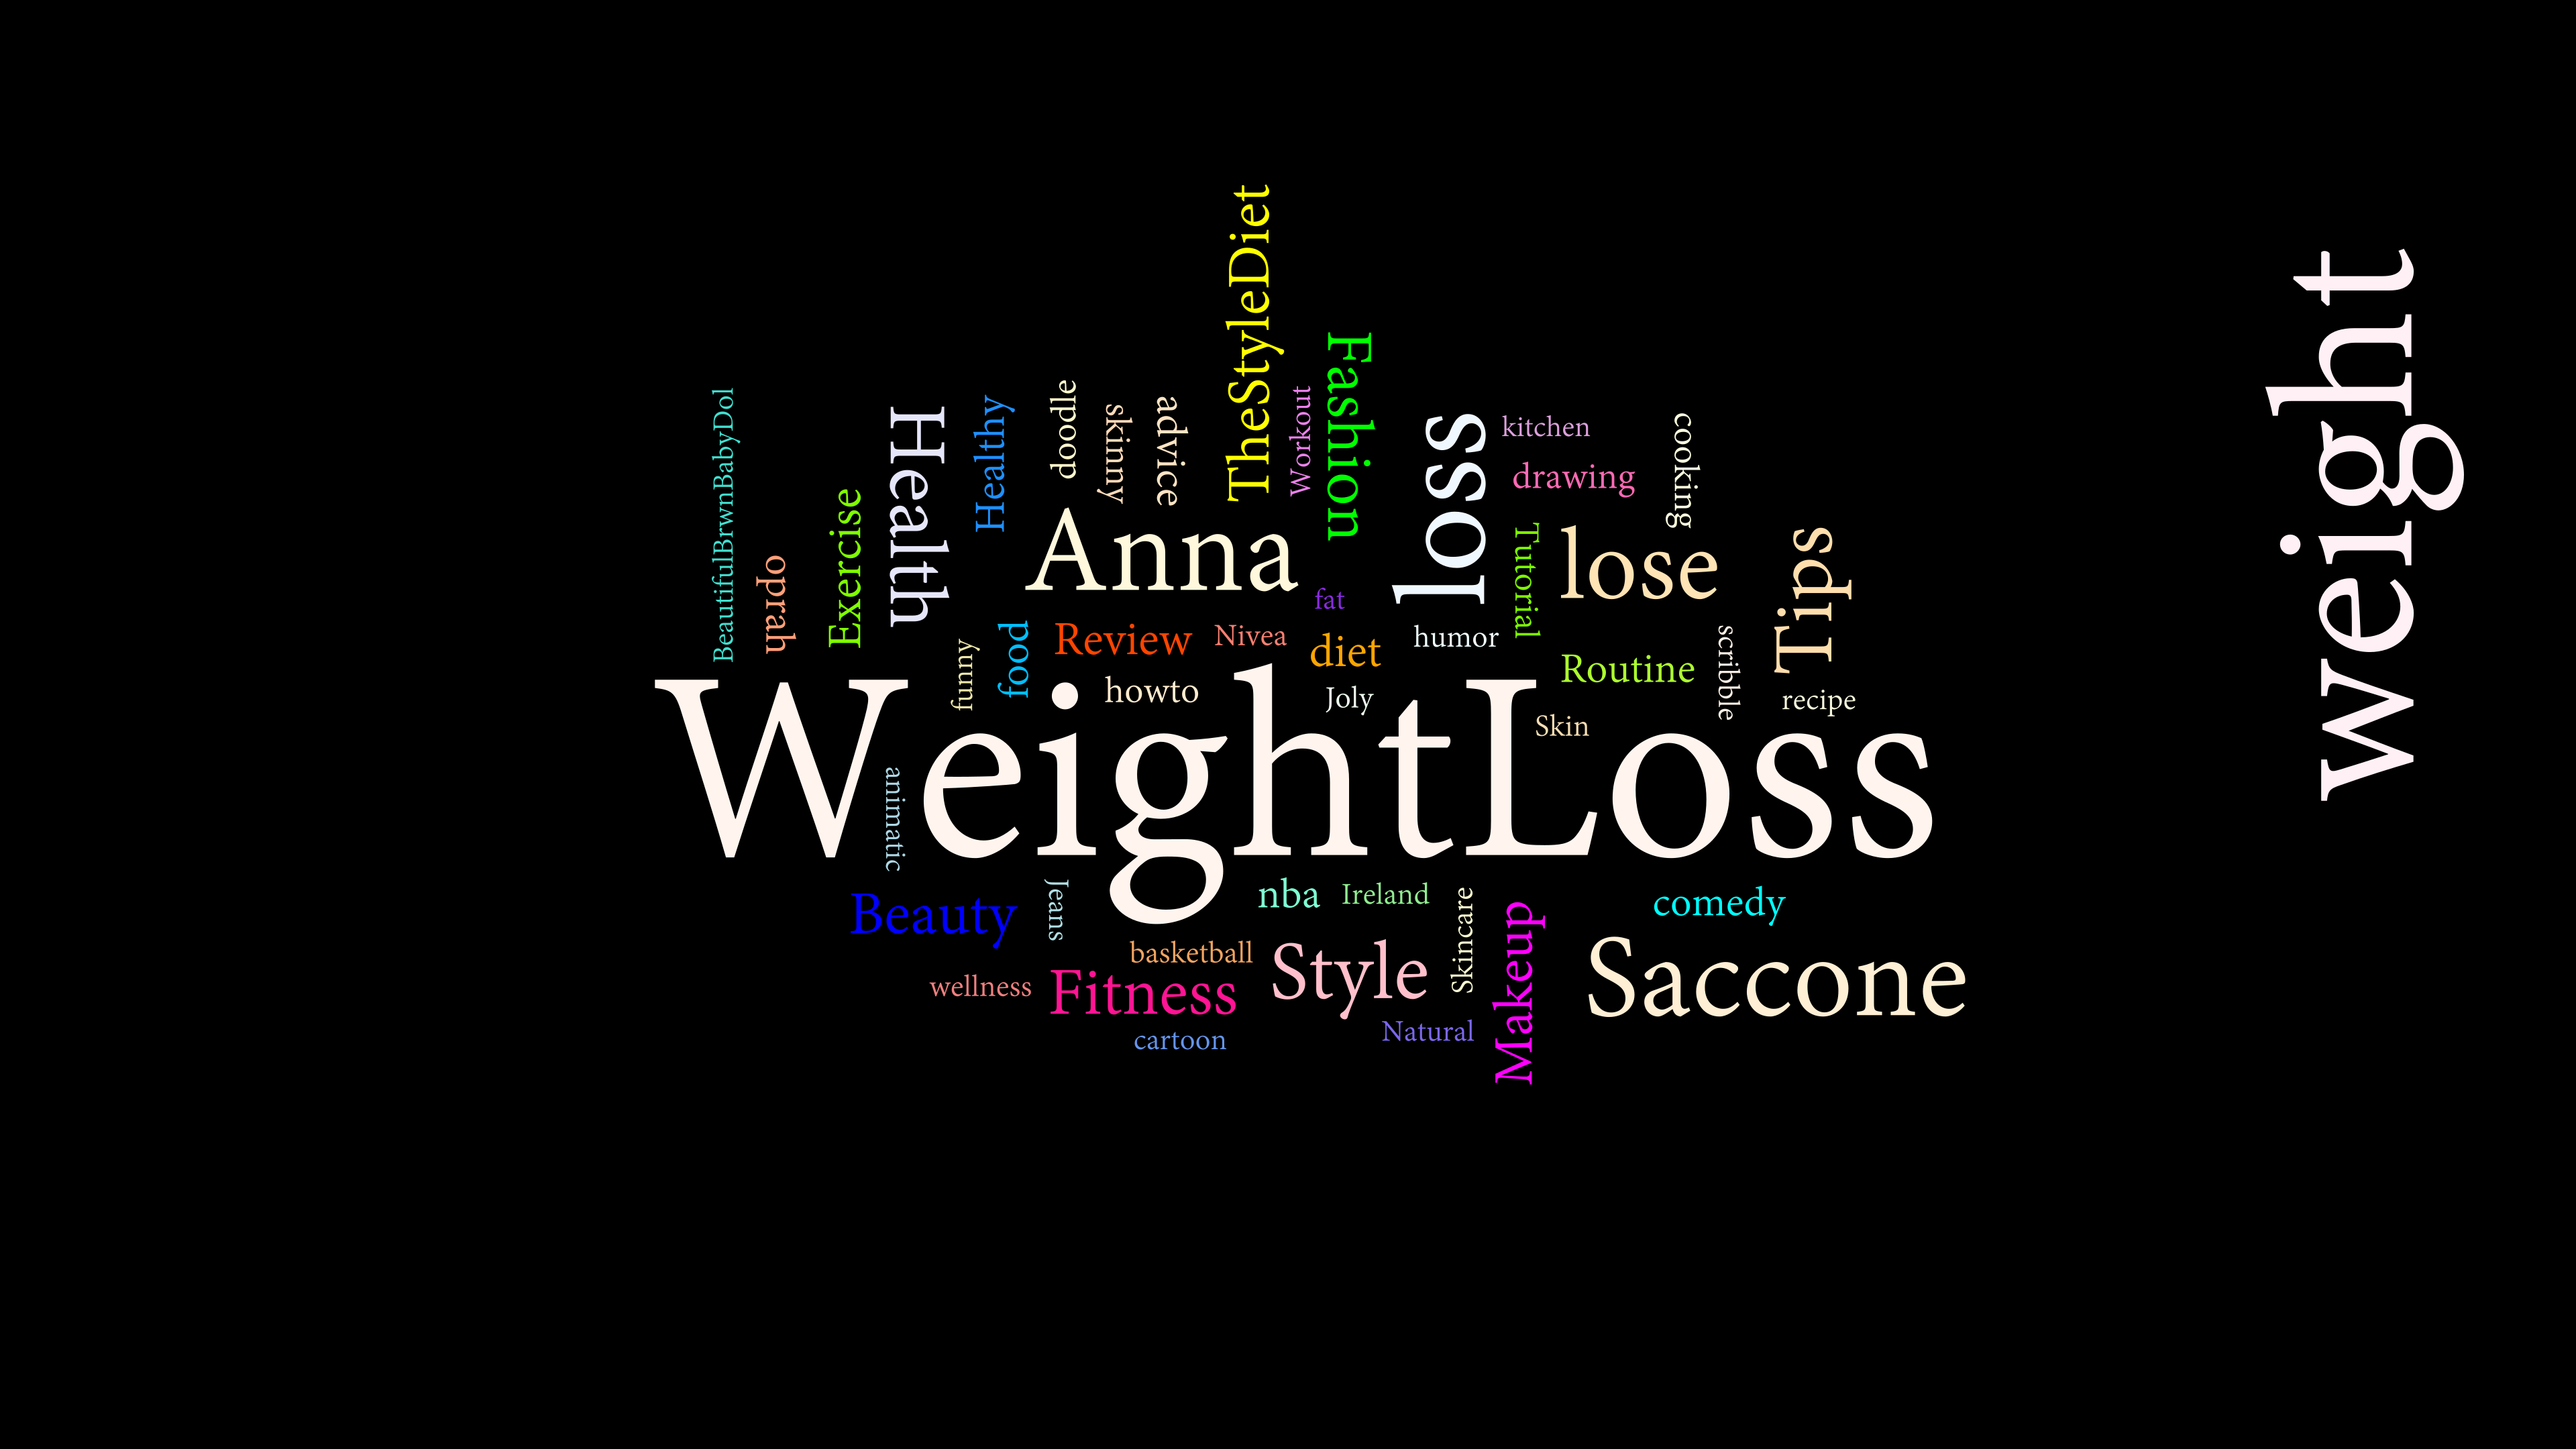 TheStyleDiet
weight
Fashion
BeautifulBrwnBabyDol
Health
Healthy
doodle
skinny
advice
Workout
loss
kitchen
drawing
cooking
oprah
Exercise
Anna
fat
Tutorial
lose
Tips
funny
food
Review
Nivea
diet
humor
Routine
scribble
howto
Joly
recipe
Skin
WeightLoss
animatic
Beauty
Jeans
nba
Ireland
Skincare
Makeup
comedy
basketball
Style
Saccone
wellness
Fitness
cartoon
Natural